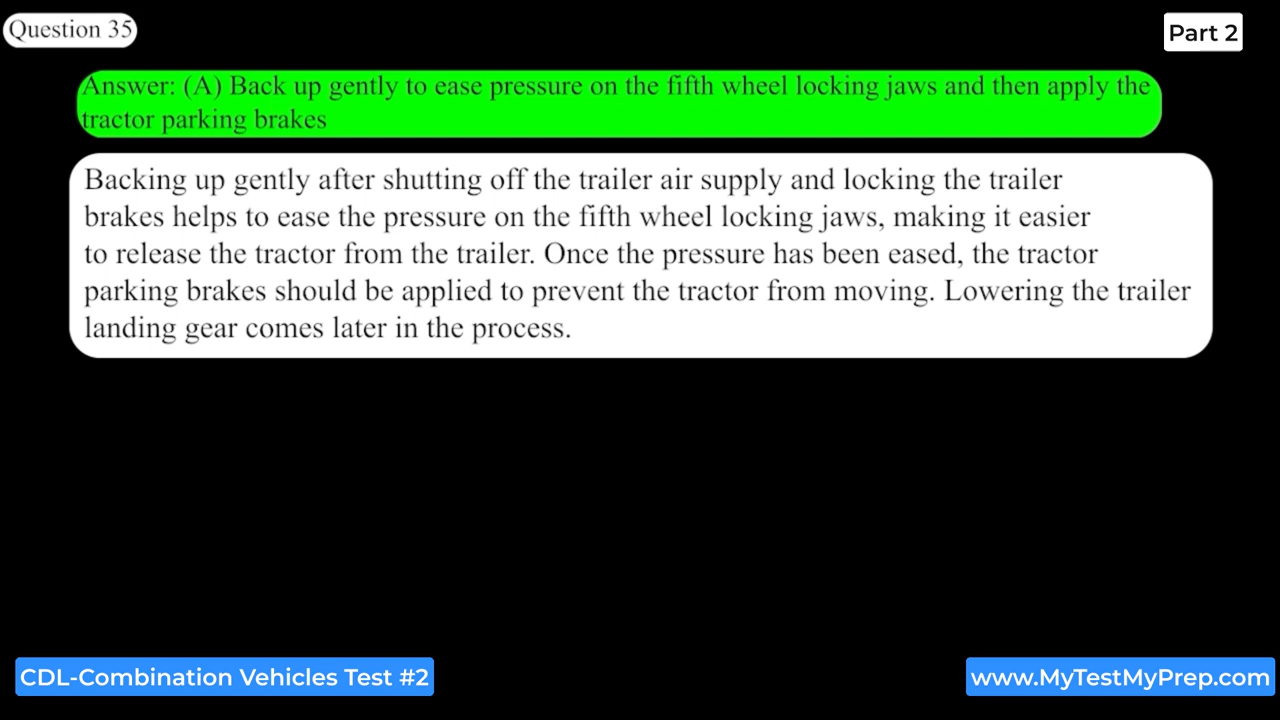 Question 35
Part 2
Answer: (A) Back up gently to ease pressure on the fifth wheel locking jaws and then apply the
tractor parking brakes
Backing up gently after shutting off the trailer air supply and locking the trailer
brakes helps to ease the pressure on the fifth wheel locking jaws, making it easier
to release the tractor from the trailer. Once the pressure has been eased, the tractor
parking brakes should be applied to prevent the tractor from moving. Lowering the trailer
landing gear comes later in the process.
CDL-Combination Vehicles Test #2
www.MyTestMyPrep.com